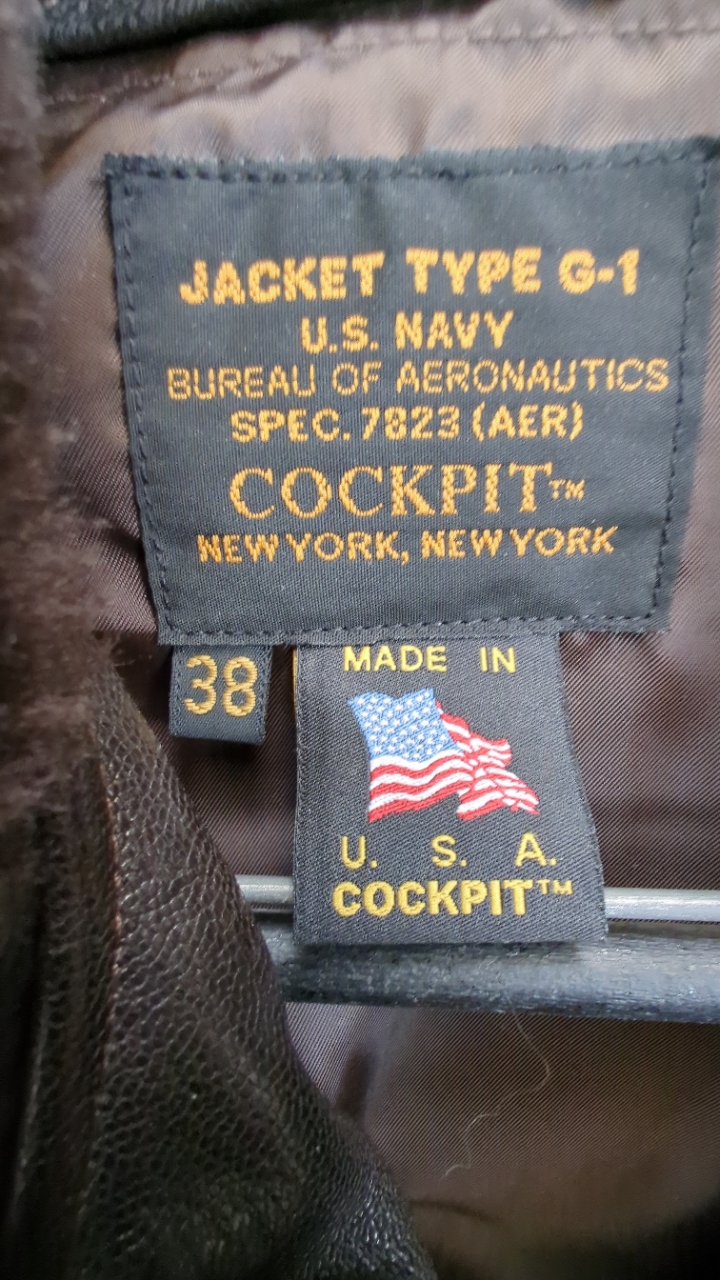 JACKET TYPE G-1
U.S. NAVY
BUREAU OF AERONAUTICS
SPEC. 7823 (AER)
COCKPIT™
NEW YORK, NEW YORK
38
MADE IN
U. S. A.
COCKPIT™